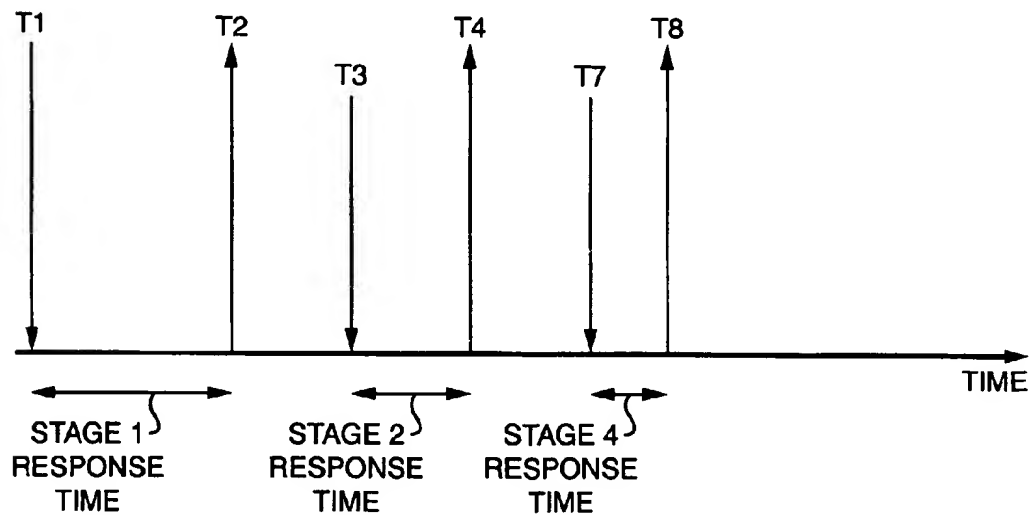 T1
T2
T4
T8
T3
T7
TIME
STAGE 1
RESPONSE
TIME
STAGE 2
RESPONSE
TIME
STAGE 4
RESPONSE
TIME